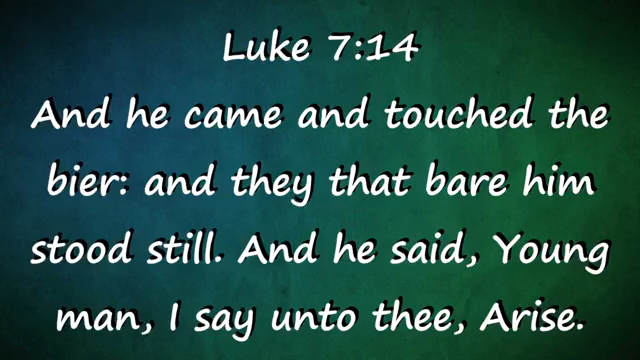 Luke 7:14
And he came and touched the
bier: and they that bare him
stood still. And he said, Young
man, I say unto thee, Arise.